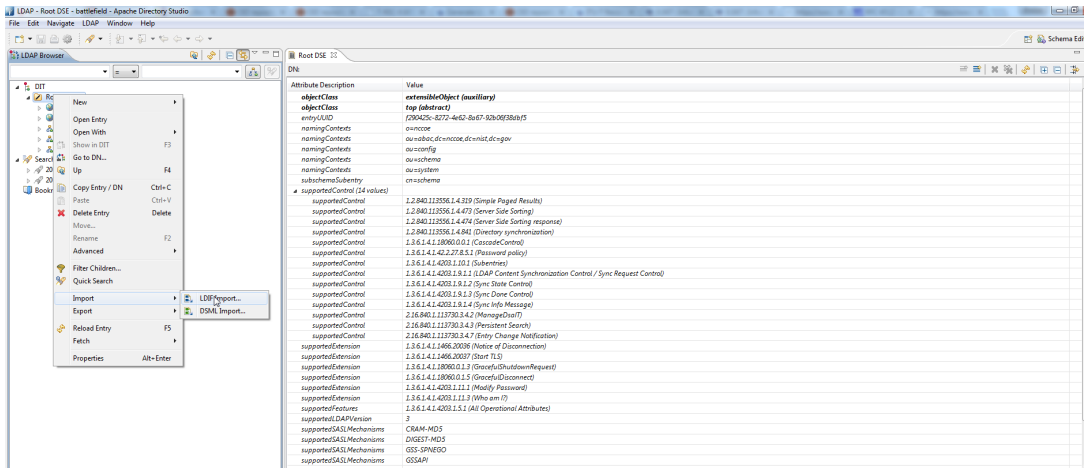 LDAP - Root DSE - battlefield - Apache Directory Studio
File Edit Navigate LDAP Window Help
Schema Edi
LDAP Browser
=
DIT
Ro
Searc
20
20
Bookr
New
Open Entry
Open With
Show in DIT F3
Go to DN...
Up F4
Copy Entry / DN Ctrl+C
Paste Ctrl+V
Delete Entry Delete
Move...
Rename F2
Advanced
Filter Children...
Quick Search
Import
Export
Reload Entry F5
Fetch
Properties Alt+Enter
LDIF Import...
DSML Import...
Root DSE
DN:
Attribute Description Value
objectClass extensibleObject (auxiliary)
objectClass top (abstract)
entryUUID f290425c-8272-4e62-8a67-92b06f38dbf5
namingContexts o=nccoe
namingContexts ou=abac,dc=nccoe,dc=nist,dc=gov
namingContexts ou=config
namingContexts ou=schema
namingContexts ou=system
subschemaSubentry cn=schema
supportedControl (14 values)
supportedControl 1.2.840.113556.1.4.319 (Simple Paged Results)
supportedControl 1.2.840.113556.1.4.473 (Server Side Sorting)
supportedControl 1.2.840.113556.1.4.474 (Server Side Sorting response)
supportedControl 1.2.840.113556.1.4.841 (Directory synchronization)
supportedControl 1.3.6.1.4.1.18060.0.0.1 (CascadeControl)
supportedControl 1.3.6.1.4.1.42.2.27.8.5.1 (Password policy)
supportedControl 1.3.6.1.4.1.4203.1.10.1 (Subentries)
supportedControl 1.3.6.1.4.1.4203.1.9.1.1 (LDAP Content Synchronization Control / Sync Request Control)
supportedControl 1.3.6.1.4.1.4203.1.9.1.2 (Sync State Control)
supportedControl 1.3.6.1.4.1.4203.1.9.1.3 (Sync Done Control)
supportedControl 1.3.6.1.4.1.4203.1.9.1.4 (Sync Info Message)
supportedControl 2.16.840.1.113730.3.4.2 (ManageDsaIT)
supportedControl 2.16.840.1.113730.3.4.3 (Persistent Search)
supportedControl 2.16.840.1.113730.3.4.7 (Entry Change Notification)
supportedExtension 1.3.6.1.4.1.1466.20036 (Notice of Disconnection)
supportedExtension 1.3.6.1.4.1.1466.20037 (Start TLS)
supportedExtension 1.3.6.1.4.1.18060.0.1.3 (GracefulShutdownRequest)
supportedExtension 1.3.6.1.4.1.18060.0.1.5 (GracefulDisconnect)
supportedExtension 1.3.6.1.4.1.4203.1.11.1 (Modify Password)
supportedExtension 1.3.6.1.4.1.4203.1.11.3 (Who am I?)
supportedFeatures 1.3.6.1.4.1.4203.1.5.1 (All Operational Attributes)
supportedLDAPVersion 3
supportedSASLMechanisms CRAM-MD5
supportedSASLMechanisms DIGEST-MD5
supportedSASLMechanisms GSS-SPNEGO
supportedSASLMechanisms GSSAPI